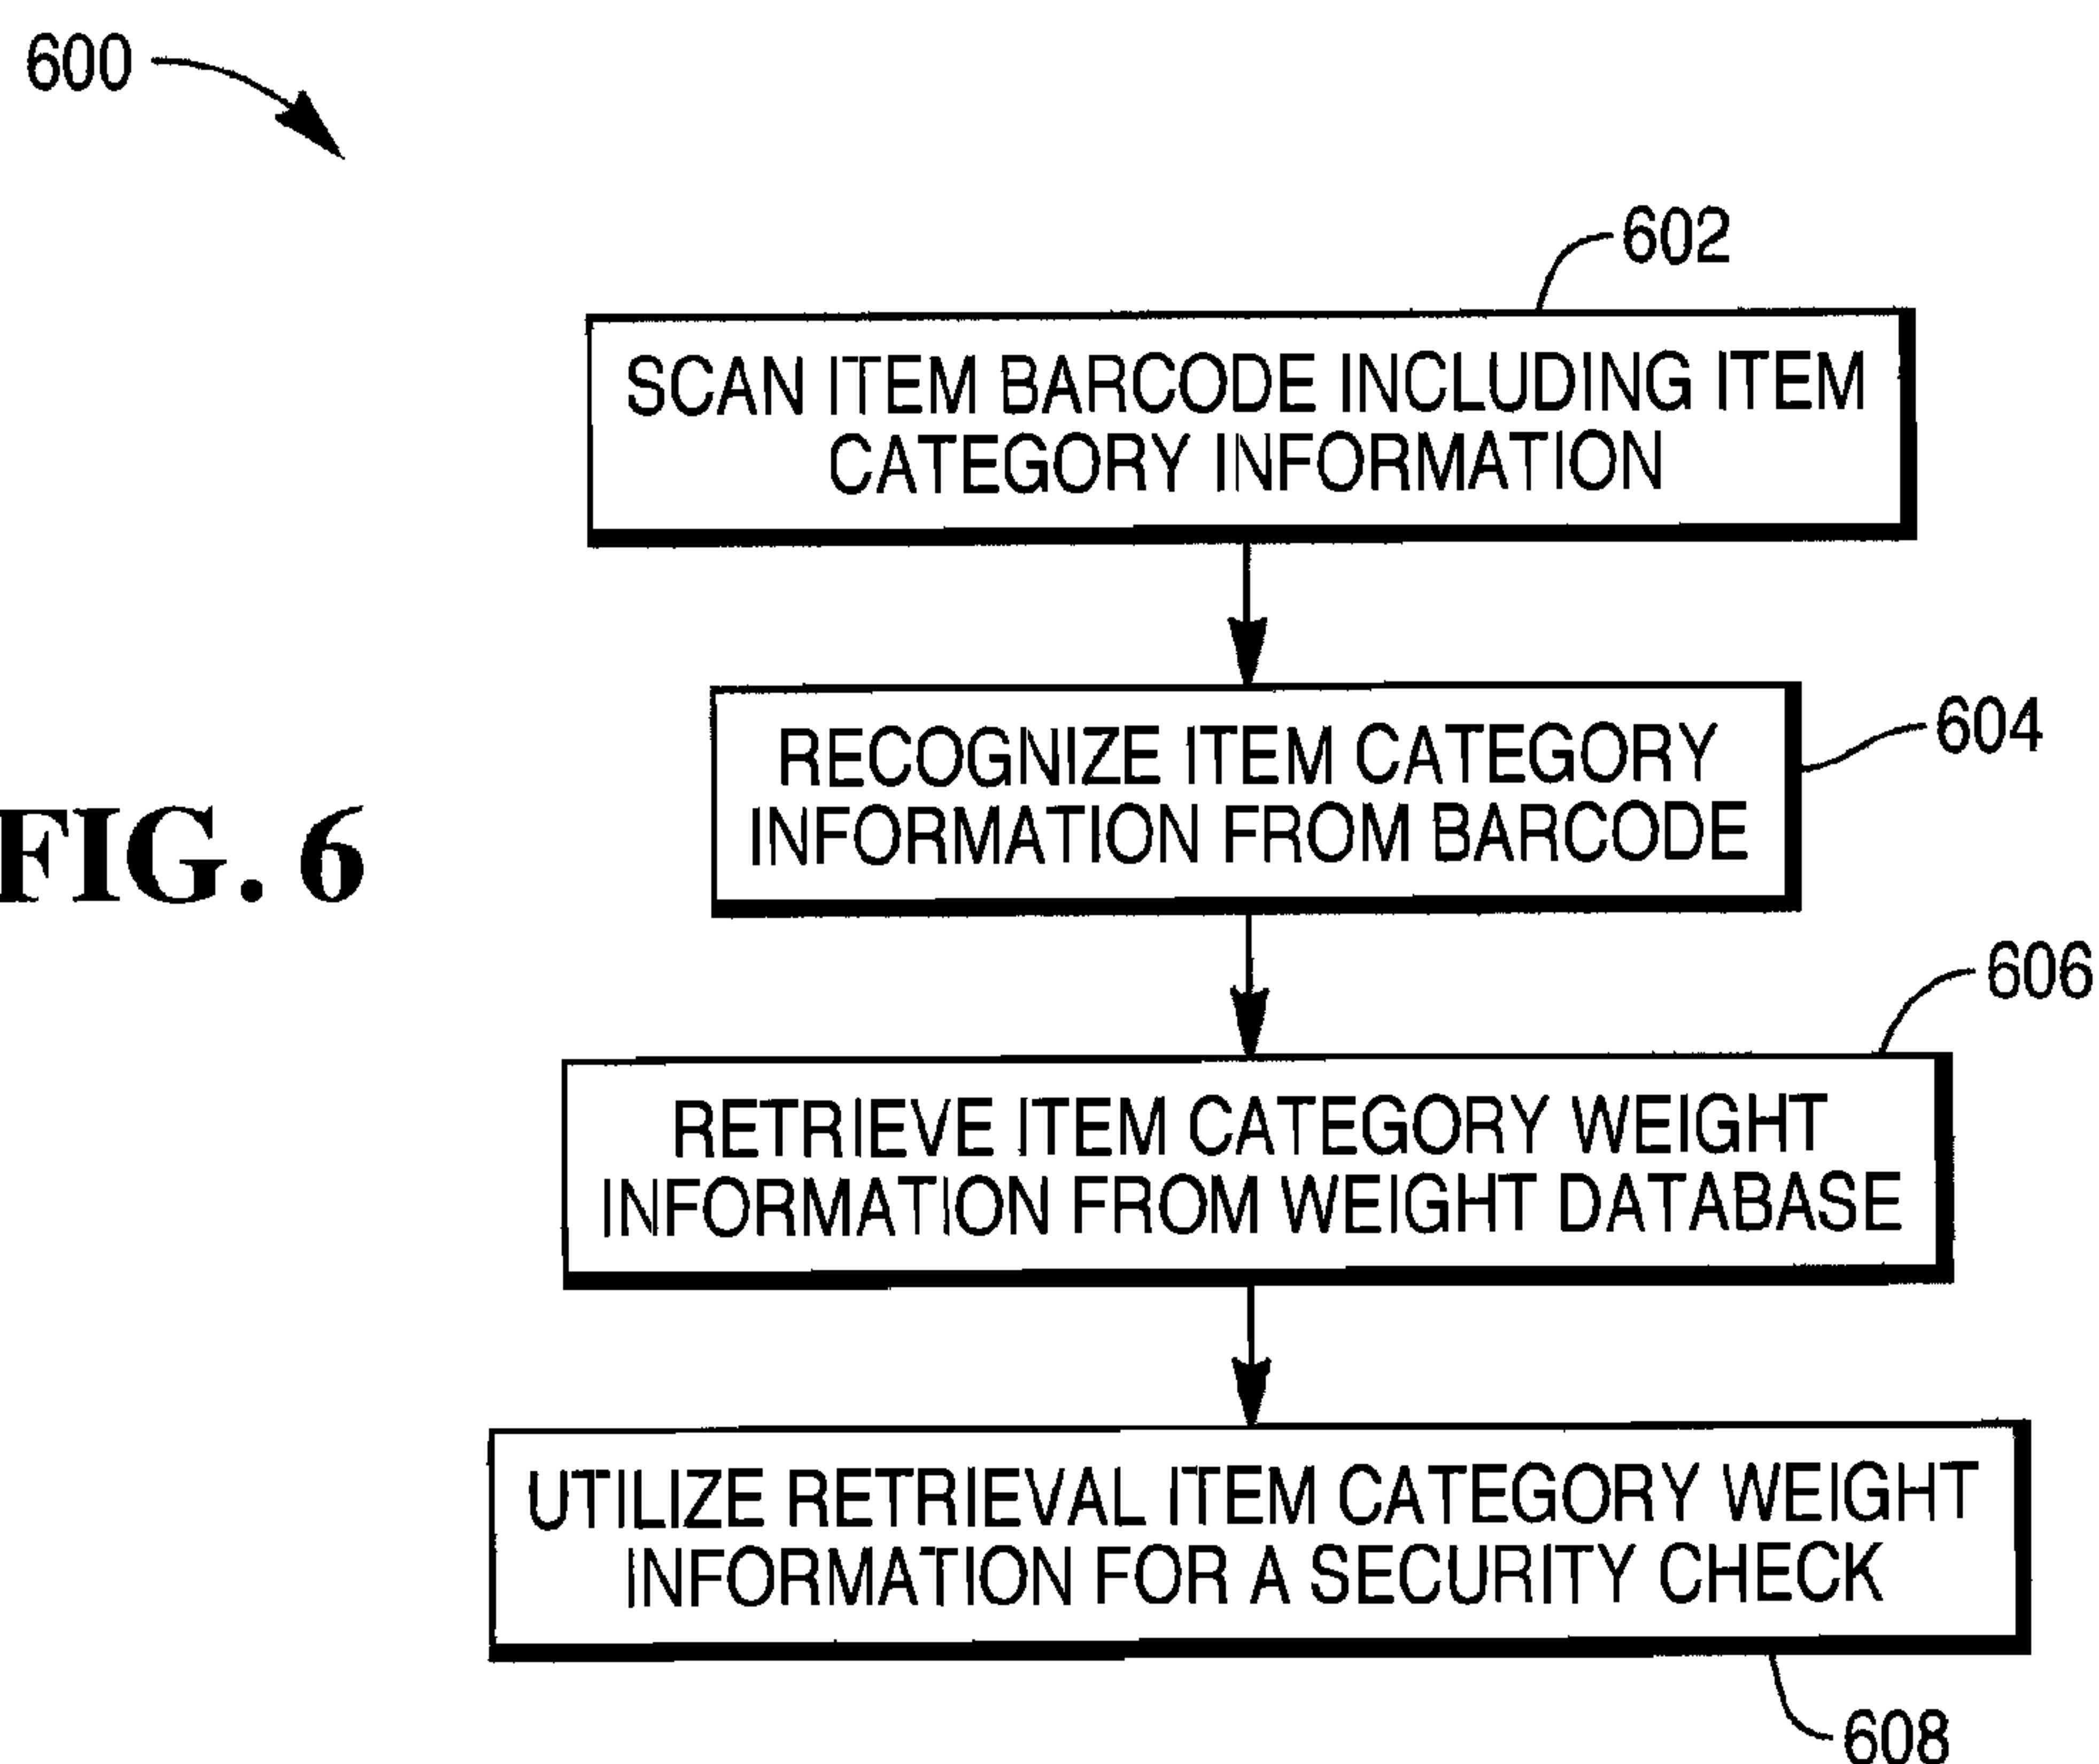 600
602
SCAN ITEM BARCODE INCLUDING ITEM
CATEGORY INFORMATION
RECOGNIZE ITEM CATEGORY
INFORMATION FROM BARCODE
604
FIG. 6
606
RETRIEVE ITEM CATEGORY WEIGHT
INFORMATION FROM WEIGHT DATABASE
UTILIZE RETRIEVAL ITEM CATEGORY WEIGHT
INFORMATION FOR A SECURITY CHECK
608